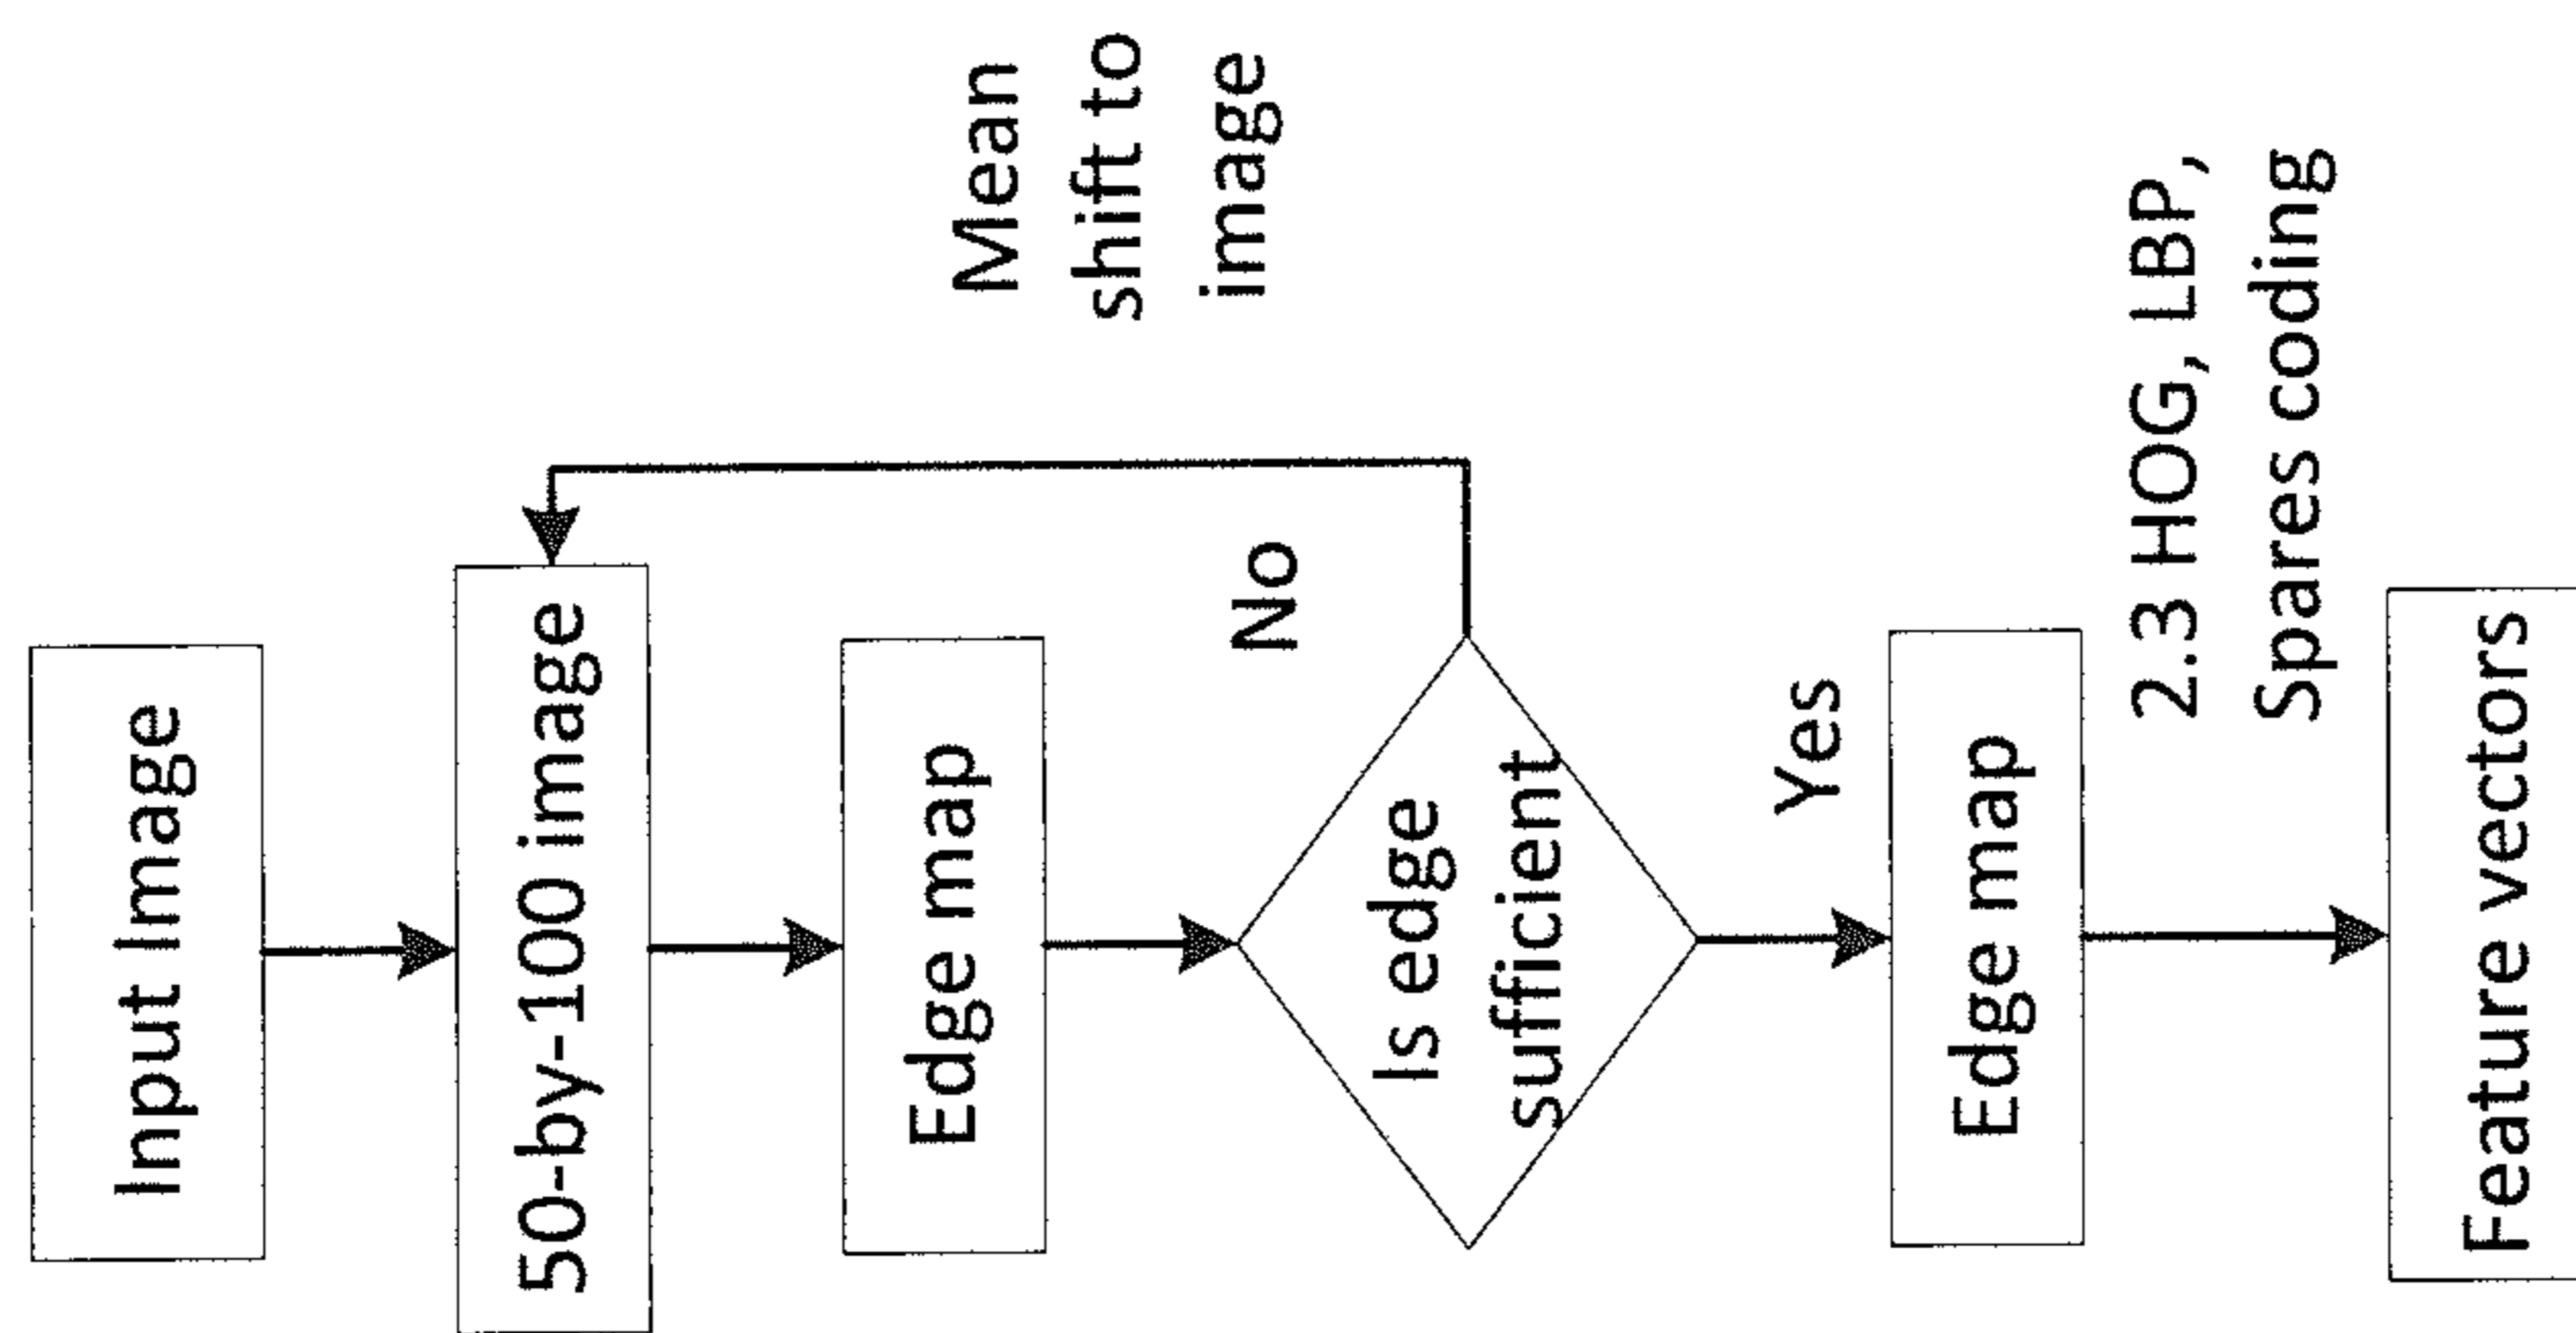 Input Image
50-by-100 image
Edge map
Mean
shift to
image
No
Is edge
sufficient
Yes
Edge map
2.3 HOG, LBP,
Spares coding
Feature vectors